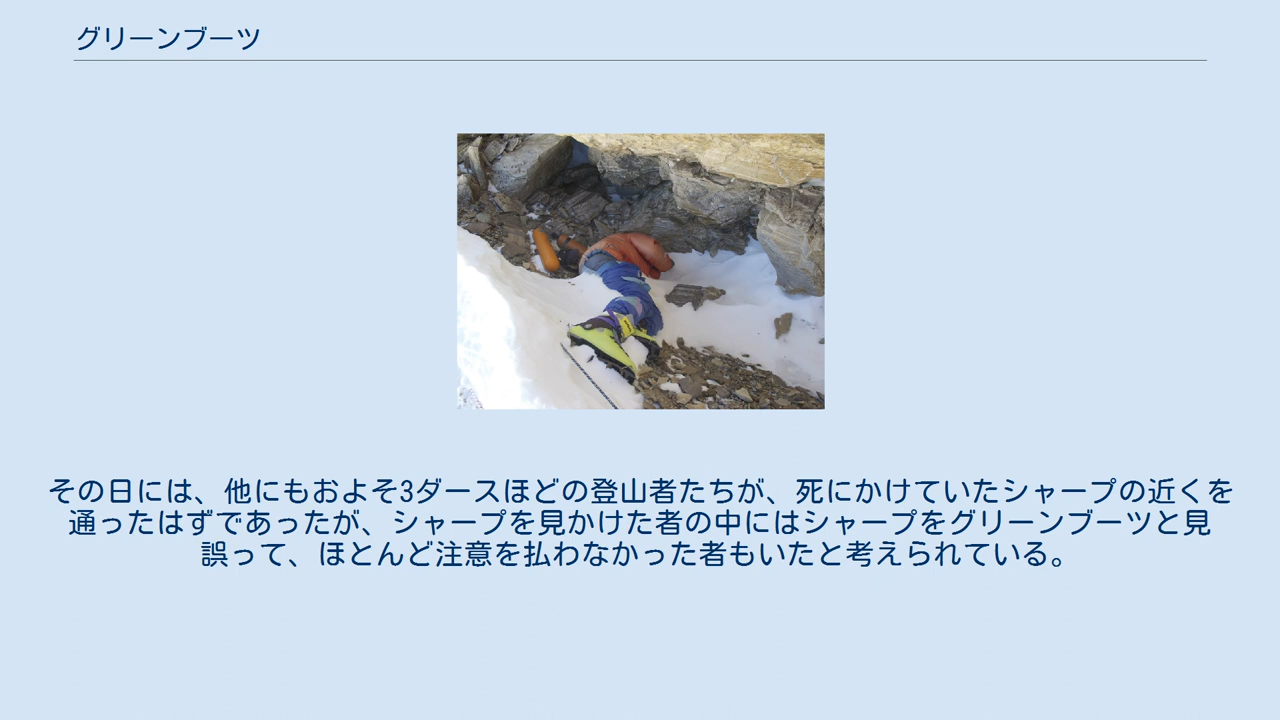 グリーンブーツ
その日には、他にもおよそ3ダースほどの登山者たちが、死にかけていたシャープの近くを
通ったはずであったが、シャープを見かけた者の中にはシャープをグリーンブーツと見
誤って、ほとんど注意を払わなかった者もいたと考えられている。